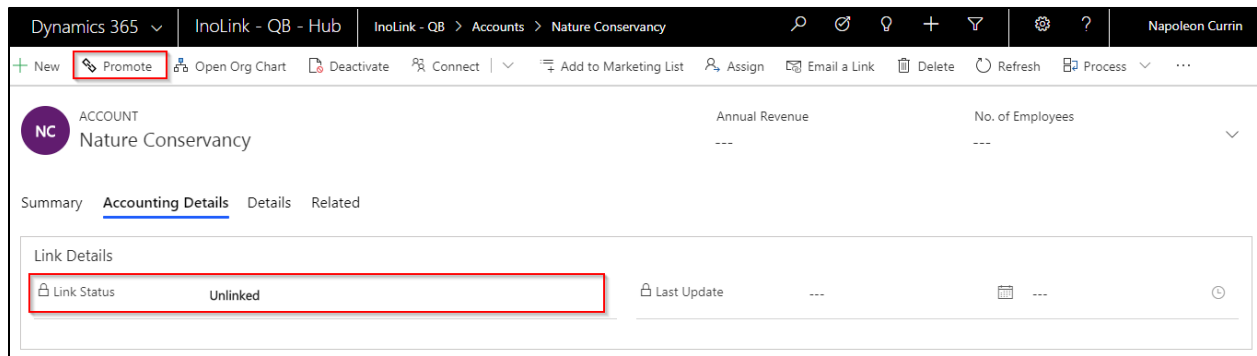 Dynamics 365 InoLink - QB - Hub InoLink - QB > Accounts > Nature Conservancy Napoleon Currin
New Promote Open Org Chart Deactivate Connect Add to Marketing List Assign Email a Link Delete Refresh Process ...
ACCOUNT Annual Revenue No. of Employees
NC Nature Conservancy --- ---
Summary Accounting Details Details Related
Link Details
Link Status Unlinked Last Update --- ---